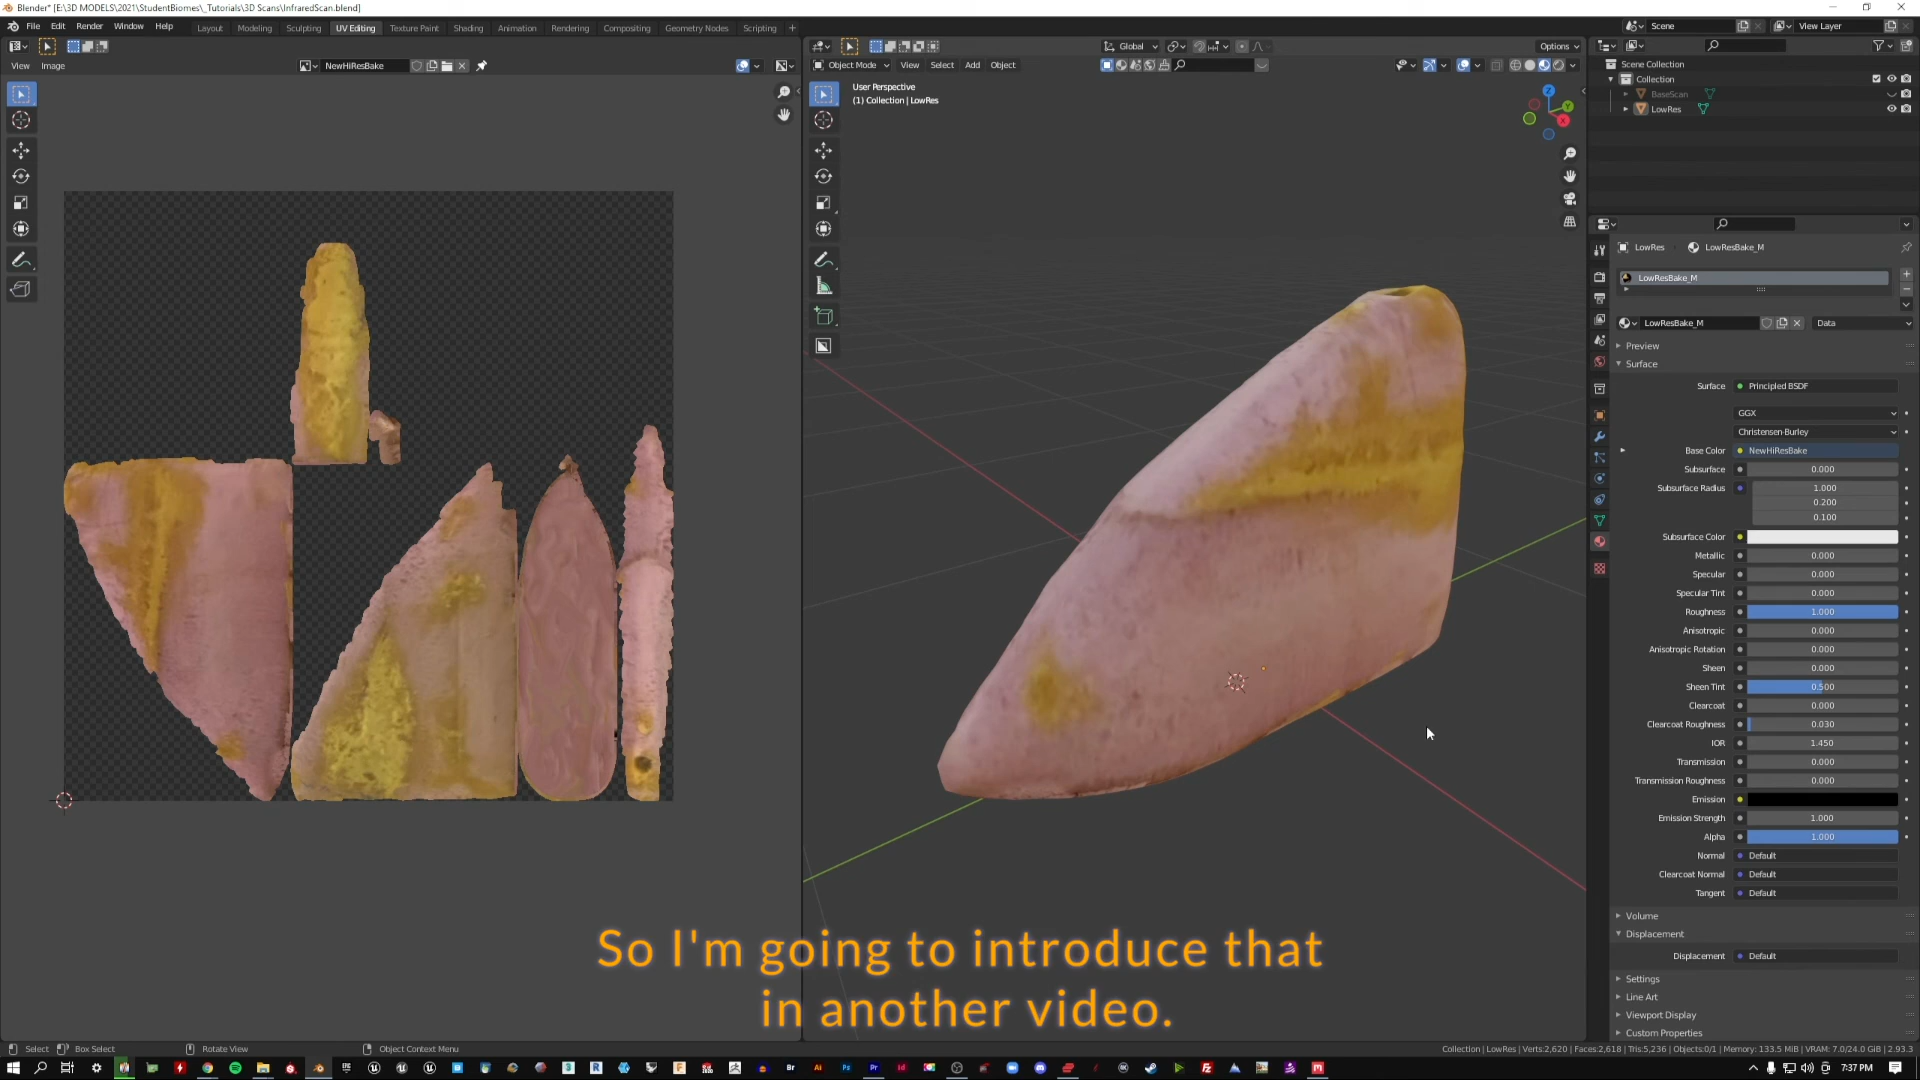 Blender* [E:\3D MODELS\2021\StudentBiomes\_Tutorials\3D Scans\InfraredScan.blend]
File Edit Render Window Help Layout Modeling Sculpting UV Editing Texture Paint Shading Animation Rendering Compositing Geometry Nodes Scripting +
Scene View Layer
Global Options
View Image NewHiResBake
Object Mode View Select Add Object
User Perspective
(1) Collection | LowRes
Z
Y
X
Scene Collection
Collection
BaseScan
LowRes
LowRes LowResBake_M
LowResBake_M
LowResBake_M Data
Preview
Surface
Surface Principled BSDF
GGX
Christensen-Burley
Base Color NewHiResBake
Subsurface 0.000
Subsurface Radius 1.000
0.200
0.100
Subsurface Color
Metallic 0.000
Specular 0.000
Specular Tint 0.000
Roughness 1.000
Anisotropic 0.000
Anisotropic Rotation 0.000
Sheen 0.000
Sheen Tint 0.500
Clearcoat 0.000
Clearcoat Roughness 0.030
IOR 1.450
Transmission 0.000
Transmission Roughness 0.000
Emission
Emission Strength 1.000
Alpha 1.000
Normal Default
Clearcoat Normal Default
Tangent Default
Volume
Displacement
Displacement Default
Settings
Line Art
Viewport Display
Custom Properties
So I'm going to introduce that
in another video.
Select Box Select Rotate View Object Context Menu
Collection | LowRes | Verts:2,620 | Faces:2,618 | Tris:5,236 | Objects:0/1 | Memory: 133.5 MiB | VRAM: 7.0/24.0 GiB | 2.93.3
Br Ai Ps Pr Id Fz
7:37 PM